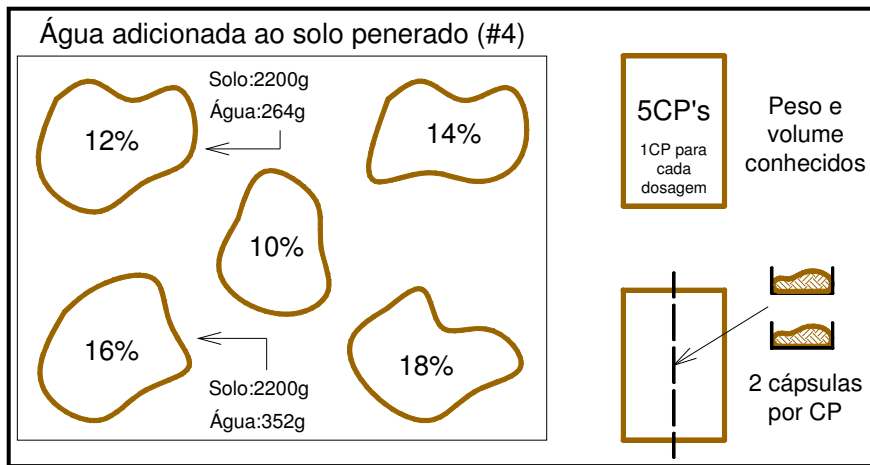 Água adicionada ao solo penerado (#4)
Solo:2200g
Água:264g
12%
14%
10%
16%
18%
Solo:2200g
Água:352g
5CP's
1CP para
cada
dosagem
Peso e
volume
conhecidos
2 cápsulas
por CP